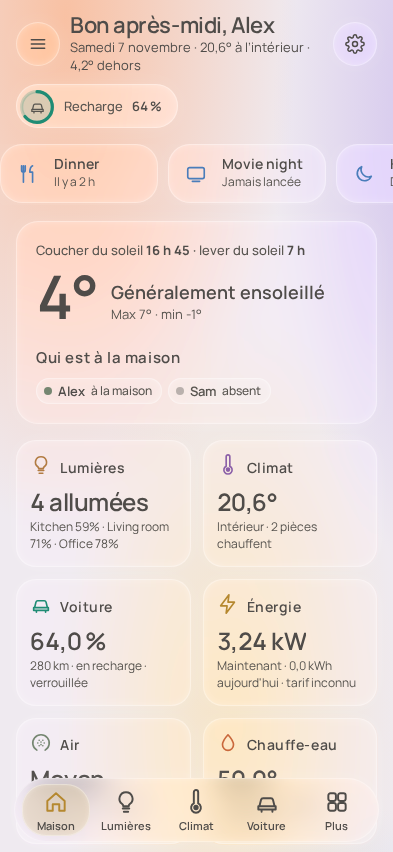 Bon après-midi, Alex
Samedi 7 novembre · 20,6° à l'intérieur ·
4,2° dehors
Recharge 64 %
Dinner
Il y a 2 h
Movie night
Jamais lancée
Coucher du soleil 16 h 45 · lever du soleil 7 h
4°
Généralement ensoleillé
Max 7° · min -1°
Qui est à la maison
Alex à la maison
Sam absent
Lumières
4 allumées
Kitchen 59% · Living room
71% · Office 78%
Climat
20,6°
Intérieur · 2 pièces
chauffent
Voiture
64,0 %
280 km · en recharge ·
verrouillée
Énergie
3,24 kW
Maintenant · 0,0 kWh
aujourd'hui · tarif inconnu
Air
Moyen
Chauffe-eau
Maison
Lumières
Climat
Voiture
Plus